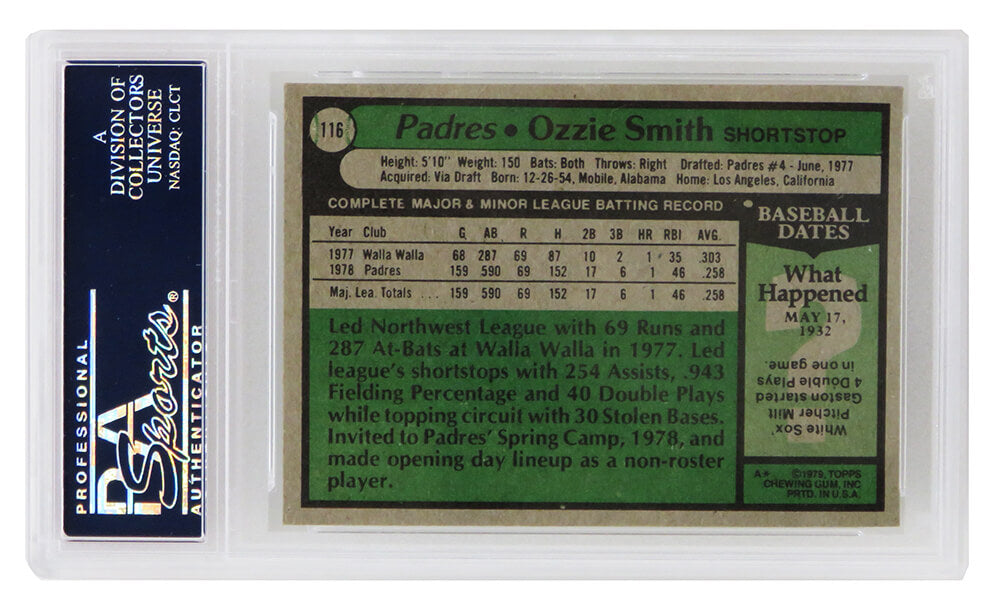 A
DIVISION OF
COLLECTORS
UNIVERSE
NASDAQ: CLCT
PROFESSIONAL
PSA
Sports®
AUTHENTICATOR
116
Padres • Ozzie Smith SHORTSTOP
Height: 5'10" Weight: 150 Bats: Both Throws: Right Drafted: Padres #4 - June, 1977
Acquired: Via Draft Born: 12-26-54, Mobile, Alabama Home: Los Angeles, California
COMPLETE MAJOR & MINOR LEAGUE BATTING RECORD
Year Club G AB R H 2B 3B HR RBI AVG.
1977 Walla Walla 68 287 69 87 10 2 1 35 .303
1978 Padres 159 590 69 152 17 6 1 46 .258
Maj. Lea. Totals . . . 159 590 69 152 17 6 1 46 .258
Led Northwest League with 69 Runs and
287 At-Bats at Walla Walla in 1977. Led
league's shortstops with 254 Assists, .943
Fielding Percentage and 40 Double Plays
while topping circuit with 30 Stolen Bases.
Invited to Padres' Spring Camp, 1978, and
made opening day lineup as a non-roster
player.
BASEBALL
DATES
What
Happened
MAY 17,
1932
?
White Sox'
Pitcher Milt
Gaston started
4 Double Plays
in one game.
A* ©1979, TOPPS
CHEWING GUM, INC
PRTD. IN U.S.A.